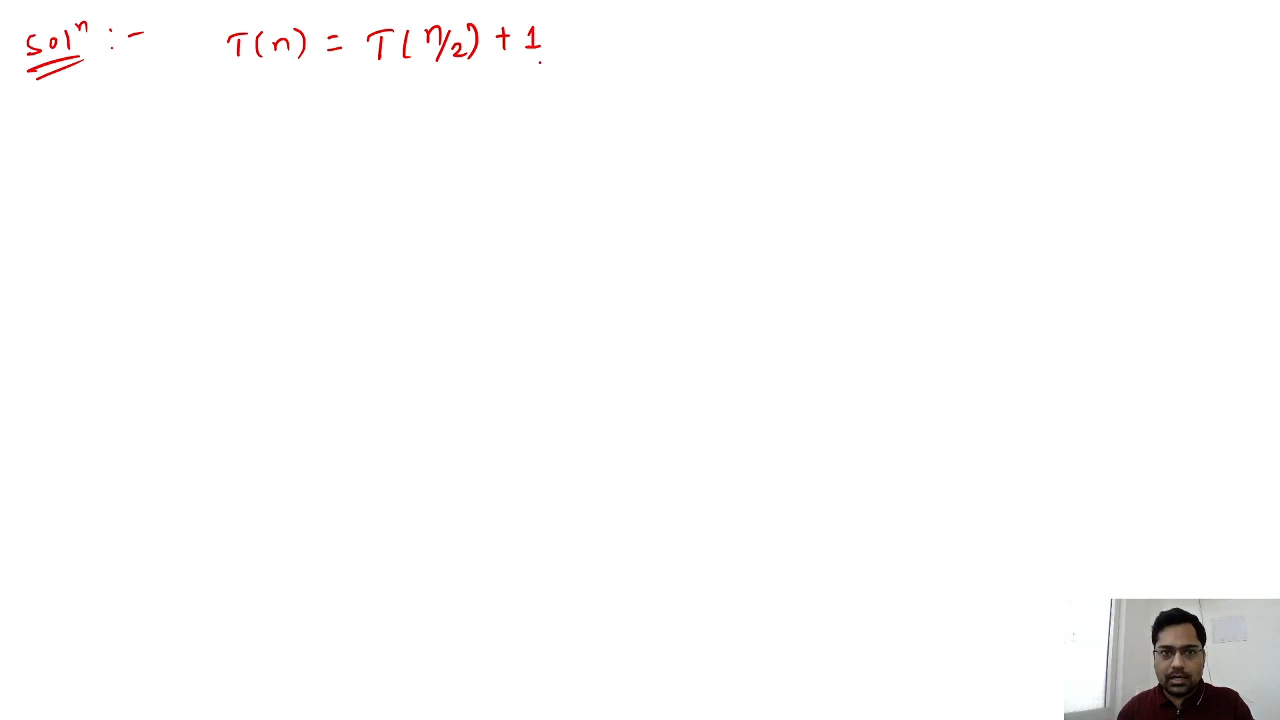 Solⁿ :- T(n) = T(n/2) + 1